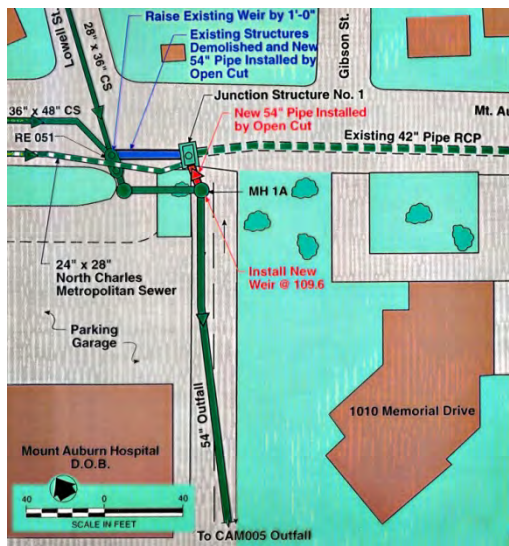 Raise Existing Weir by 1'-0"
Existing Structures
Demolished and New
54" Pipe Installed by
Open Cut
Lowell St.
28" x 36" CS
Gibson St.
Junction Structure No. 1
New 54" Pipe Installed
by Open Cut
36" x 48" CS
Mt. Au
RE 051
Existing 42" Pipe RCP
MH 1A
24" x 28"
North Charles
Metropolitan Sewer
Install New
Weir @ 109.6
Parking
Garage
54" Outfall
1010 Memorial Drive
Mount Auburn Hospital
D.O.B.
40 0 40
SCALE IN FEET
To CAM005 Outfall